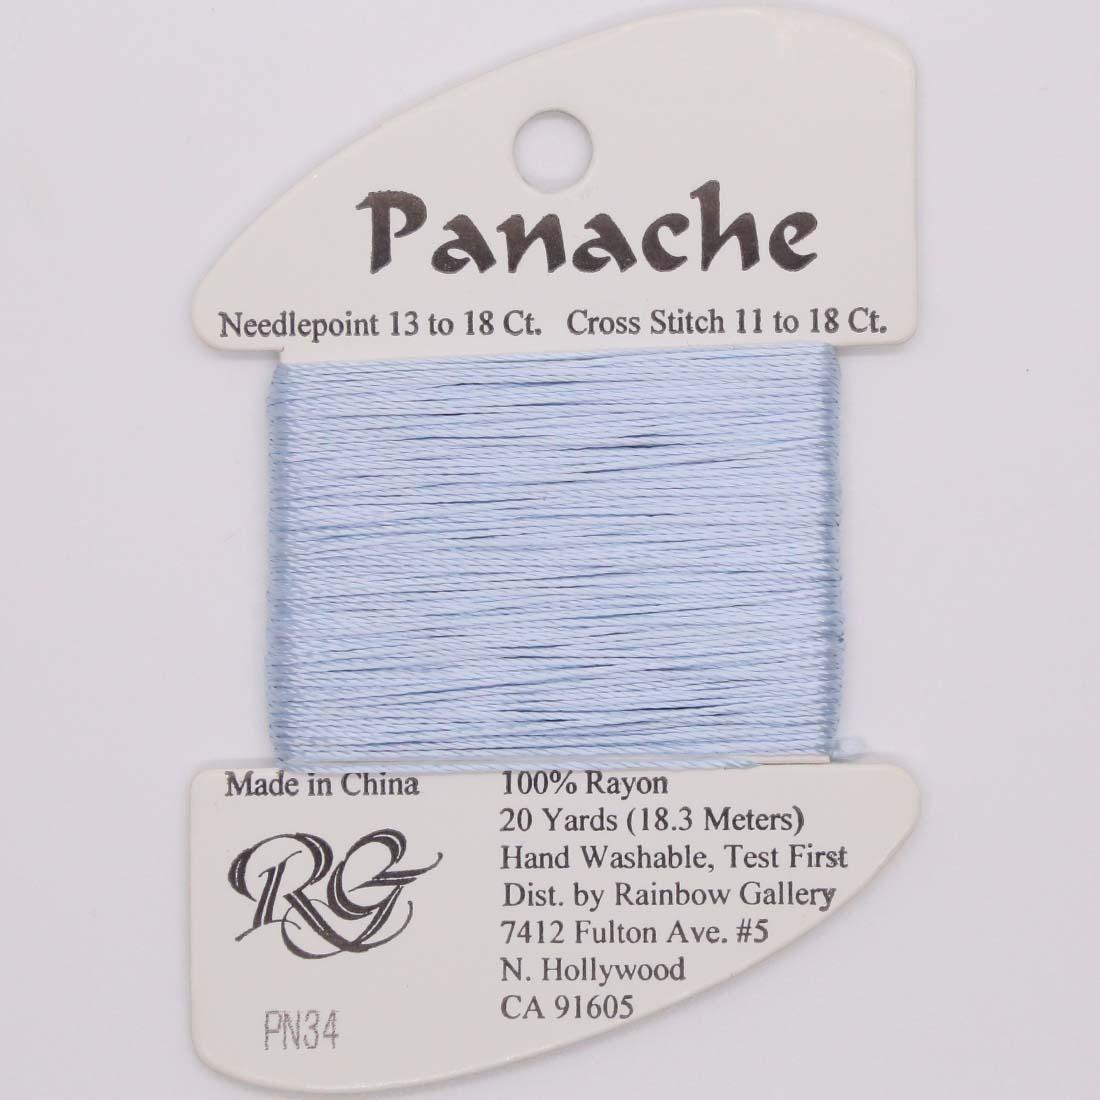 Panache
Needlepoint 13 to 18 Ct. Cross Stitch 11 to 18 Ct.
Made in China
RG
PN34
100% Rayon
20 Yards (18.3 Meters)
Hand Washable, Test First
Dist. by Rainbow Gallery
7412 Fulton Ave. #5
N. Hollywood
CA 91605